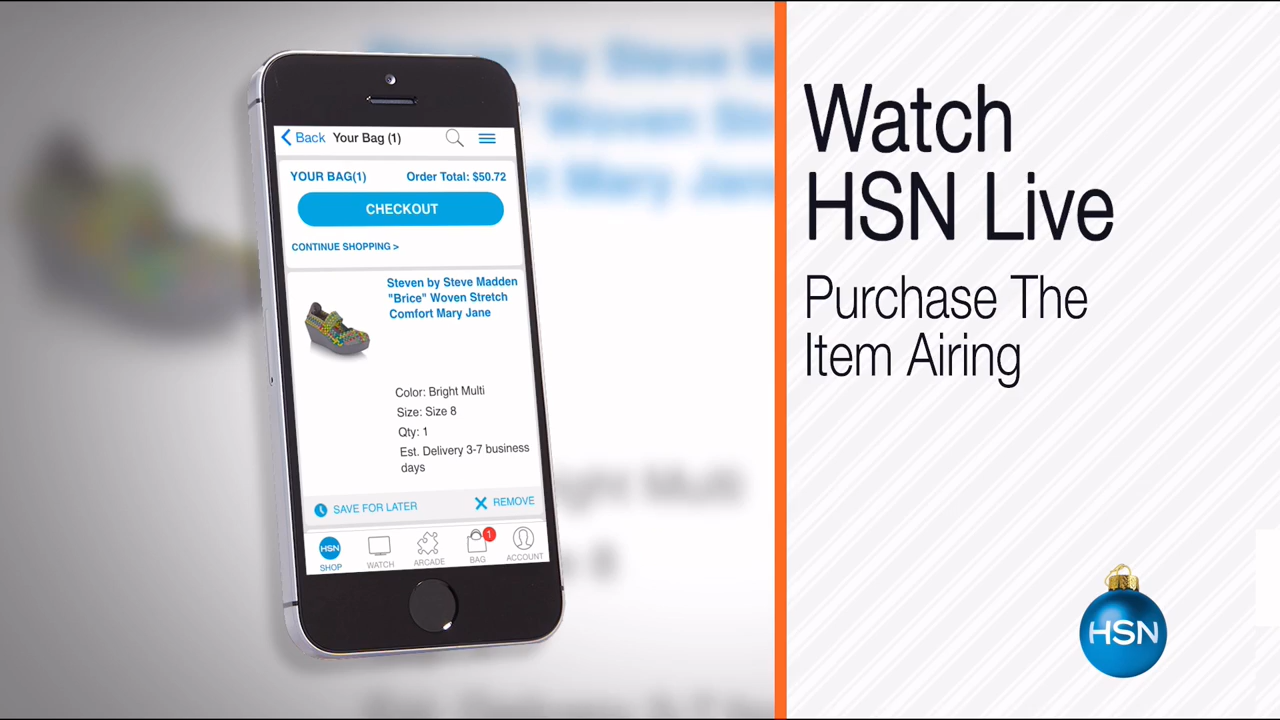 Back Your Bag (1)
YOUR BAG(1) Order Total: $50.72
CHECKOUT
CONTINUE SHOPPING >
Steven by Steve Madden
"Brice" Woven Stretch
Comfort Mary Jane
Color: Bright Multi
Size: Size 8
Qty: 1
Est. Delivery 3-7 business
days
SAVE FOR LATER REMOVE
HSN 1
SHOP WATCH ARCADE BAG ACCOUNT
Watch
HSN Live
Purchase The
Item Airing
HSN